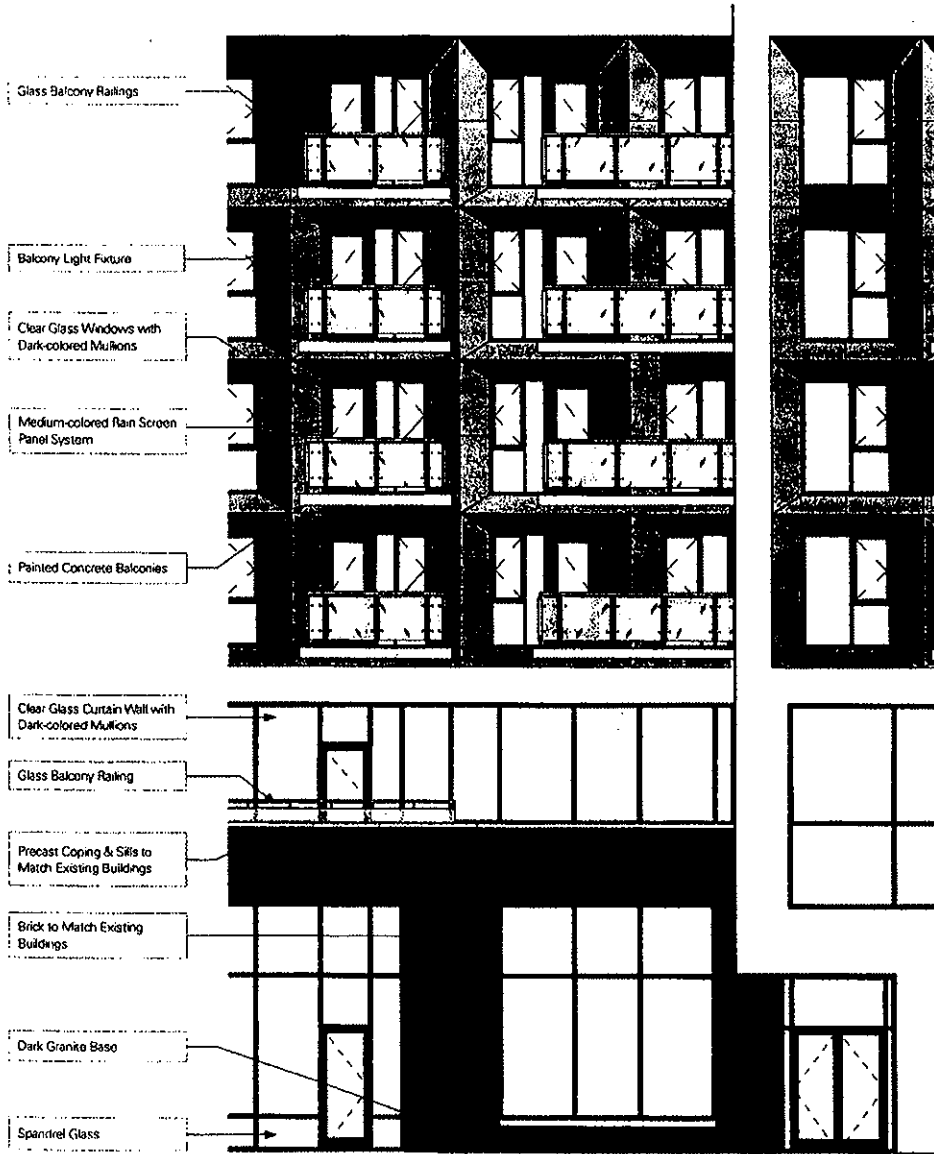 Glass Balcony Railings
Balcony Light Fixture
Clear Glass Windows with
Dark-colored Mullions
Medium-colored Rain Screen
Panel System
Painted Concrete Balconies
Clear Glass Curtain Wall with
Dark-colored Mullions
Glass Balcony Railing
Precast Coping & Sills to
Match Existing Buildings
Brick to Match Existing
Buildings
Dark Granite Base
Spandrel Glass